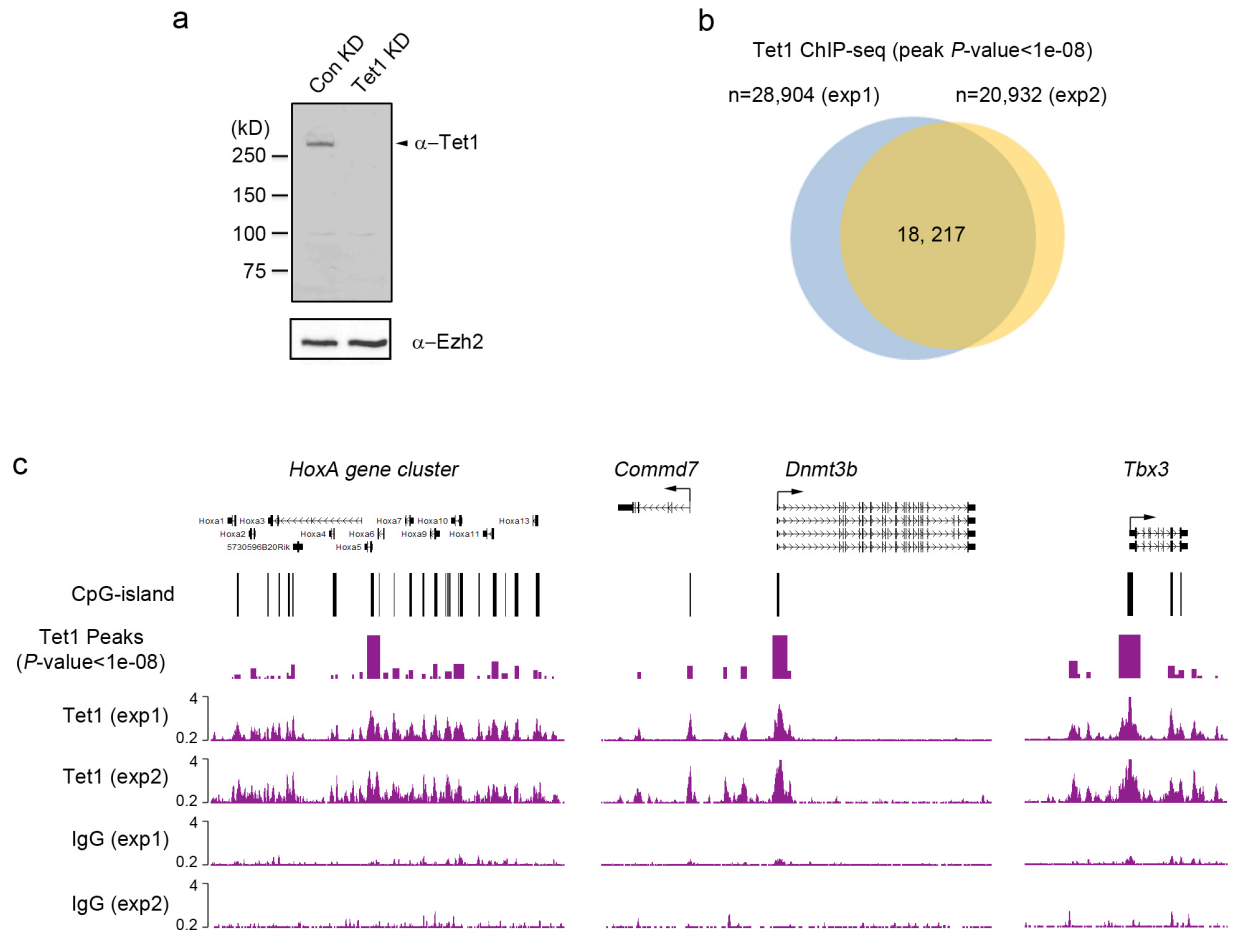 a
Con KD
Tet1 KD
(kD)
250
150
100
75
α–Tet1
α–Ezh2
b
Tet1 ChIP-seq (peak P-value<1e-08)
n=28,904 (exp1)
n=20,932 (exp2)
18, 217
c
HoxA gene cluster
Commd7
Dnmt3b
Tbx3
Hoxa1 Hoxa3 Hoxa7 Hoxa10 Hoxa13
Hoxa2 Hoxa4 Hoxa6 Hoxa9 Hoxa11
5730596B20Rik Hoxa5
CpG-island
Tet1 Peaks
(P-value<1e-08)
Tet1 (exp1)
4
0.2
Tet1 (exp2)
4
0.2
IgG (exp1)
4
0.2
IgG (exp2)
4
0.2